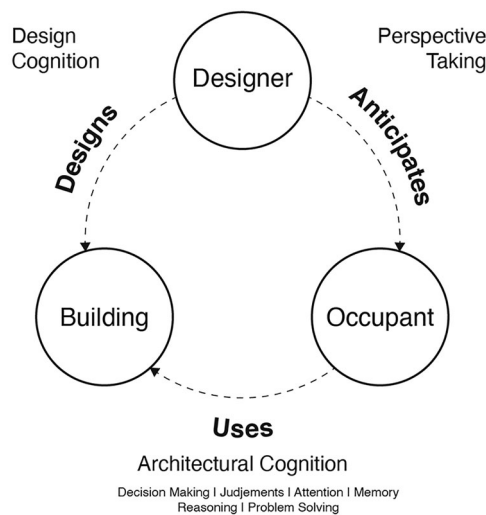 Design
Cognition
Perspective
Taking
Designer
Designs
Anticipates
Building
Occupant
Uses
Architectural Cognition
Decision Making | Judjements | Attention | Memory
Reasoning | Problem Solving